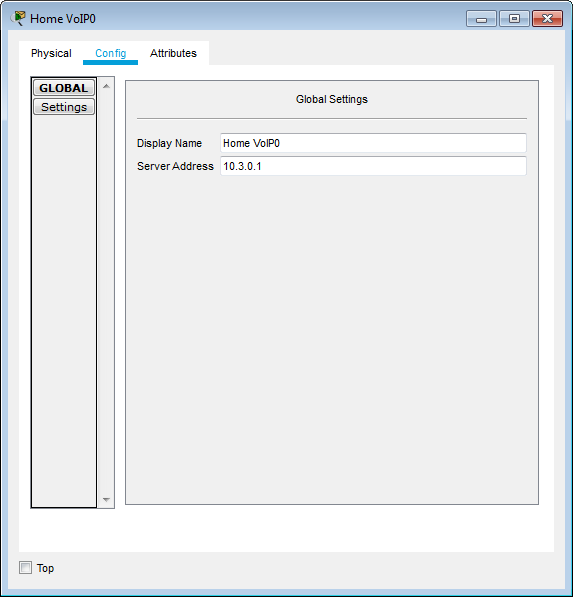 Home VoIP0
Physical Config Attributes
GLOBAL
Settings
Global Settings
Display Name Home VoIP0
Server Address 10.3.0.1
Top